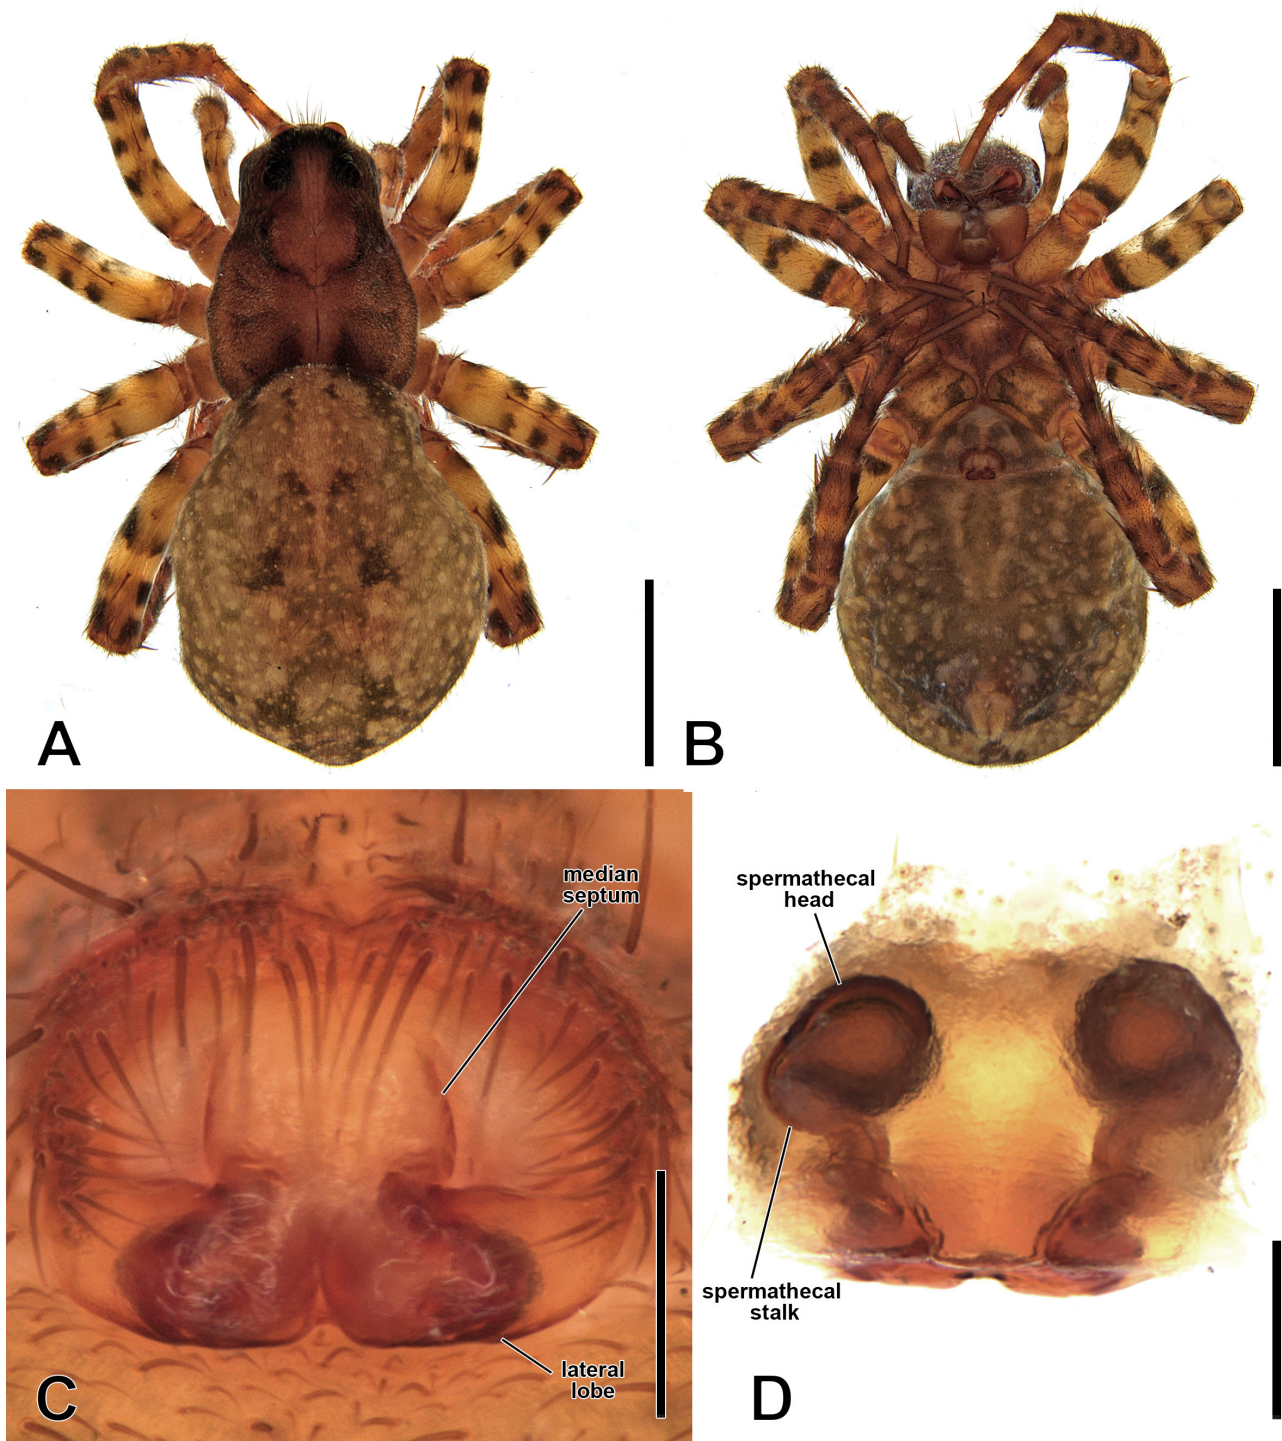 A
B
median
septum
lateral
lobe
C
spermathecal
head
spermathecal
stalk
D